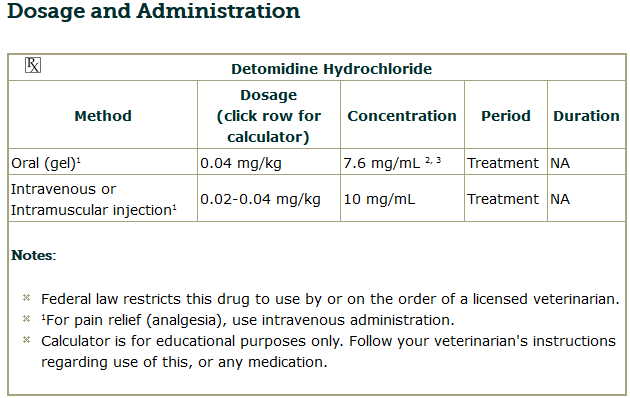 Dosage and Administration
Rx
Detomidine Hydrochloride
Method
Dosage
(click row for
calculator)
Concentration
Period
Duration
Oral (gel)¹
0.04 mg/kg
7.6 mg/mL ²˒ ³
Treatment
NA
Intravenous or
Intramuscular injection¹
0.02-0.04 mg/kg
10 mg/mL
Treatment
NA
Notes:
Federal law restricts this drug to use by or on the order of a licensed veterinarian.
¹For pain relief (analgesia), use intravenous administration.
Calculator is for educational purposes only. Follow your veterinarian's instructions
regarding use of this, or any medication.